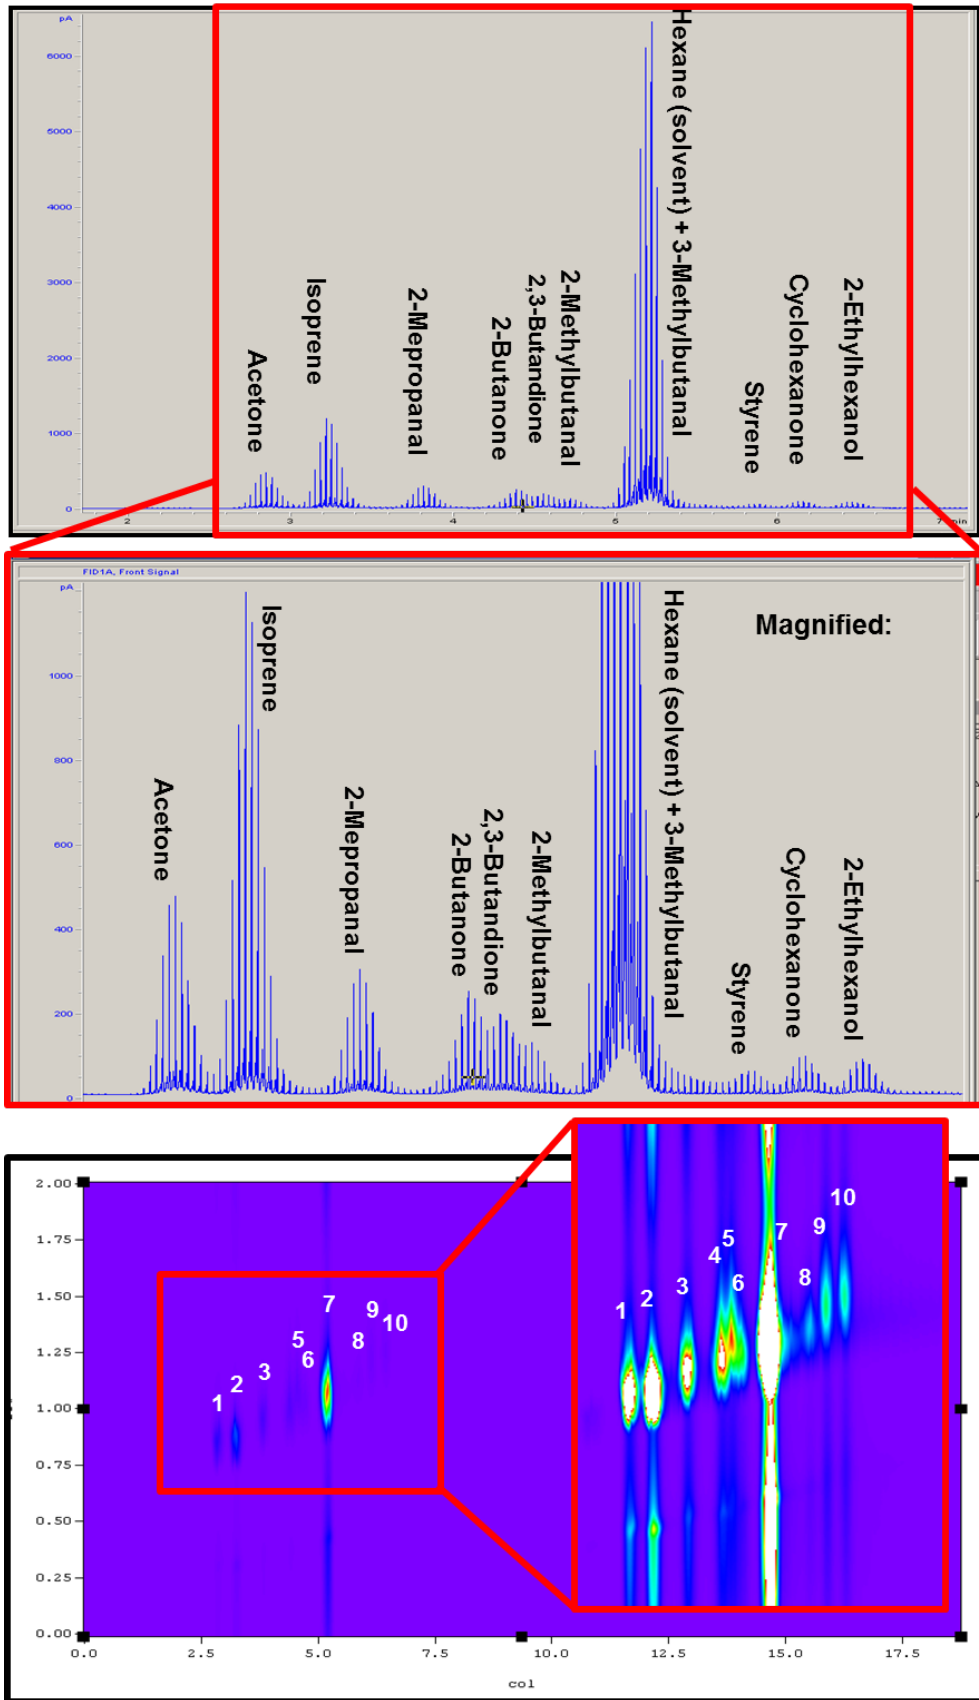 pA
6000
5000
4000
3000
2000
1000
0
Acetone
Isoprene
2-Mepropanal
2-Butanone
2,3-Butandione
2-Methylbutanal
Hexane (solvent) + 3-Methylbutanal
Styrene
Cyclohexanone
2-Ethylhexanol
2
3
4
5
6
7
min
FID1A, Front Signal
pA
Magnified:
1000
800
600
400
200
0
Acetone
Isoprene
2-Mepropanal
2-Butanone
2,3-Butandione
2-Methylbutanal
Hexane (solvent) + 3-Methylbutanal
Styrene
Cyclohexanone
2-Ethylhexanol
2.00
1.75
1.50
1.25
1.00
0.75
0.50
0.25
0.00
1
2
3
5
6
7
8
9
10
1
2
3
4
5
6
7
8
9
10
0.0
2.5
5.0
7.5
10.0
12.5
15.0
17.5
col